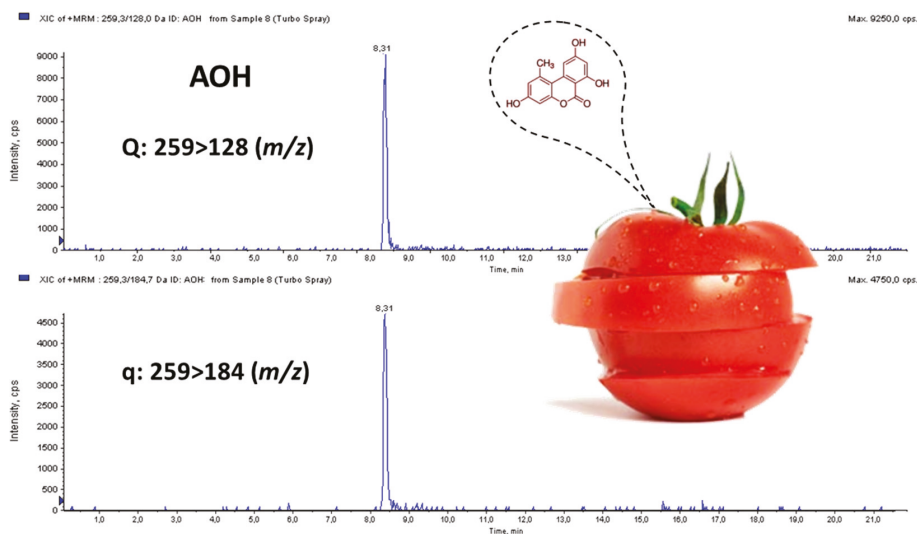 XIC of +MRM : 259,3/128,0 Da ID: AOH from Sample 8 (Turbo Spray)
Max. 9250,0 cps.
8,31
9000
8000
7000
6000
5000
4000
3000
2000
1000
0
Intensity, cps
AOH
Q: 259>128 (m/z)
OH
CH3
OH
HO
O
O
1,0 2,0 3,0 4,0 5,0 6,0 7,0 8,0 9,0 10,0 11,0 12,0 13,0 21,0
Time, min
XIC of +MRM : 259,3/184,7 Da ID: AOH: from Sample 8 (Turbo Spray)
Max. 4750,0 cps.
8,31
4500
4000
3500
3000
2500
2000
1500
1000
500
0
Intensity, cps
q: 259>184 (m/z)
1,0 2,0 3,0 4,0 5,0 6,0 7,0 8,0 9,0 10,0 11,0 12,0 13,0 14,0 15,0 16,0 17,0 18,0 19,0 20,0 21,0
Time, min